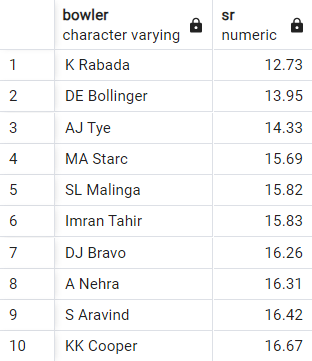 bowler sr
character varying numeric
1 K Rabada 12.73
2 DE Bollinger 13.95
3 AJ Tye 14.33
4 MA Starc 15.69
5 SL Malinga 15.82
6 Imran Tahir 15.83
7 DJ Bravo 16.26
8 A Nehra 16.31
9 S Aravind 16.42
10 KK Cooper 16.67